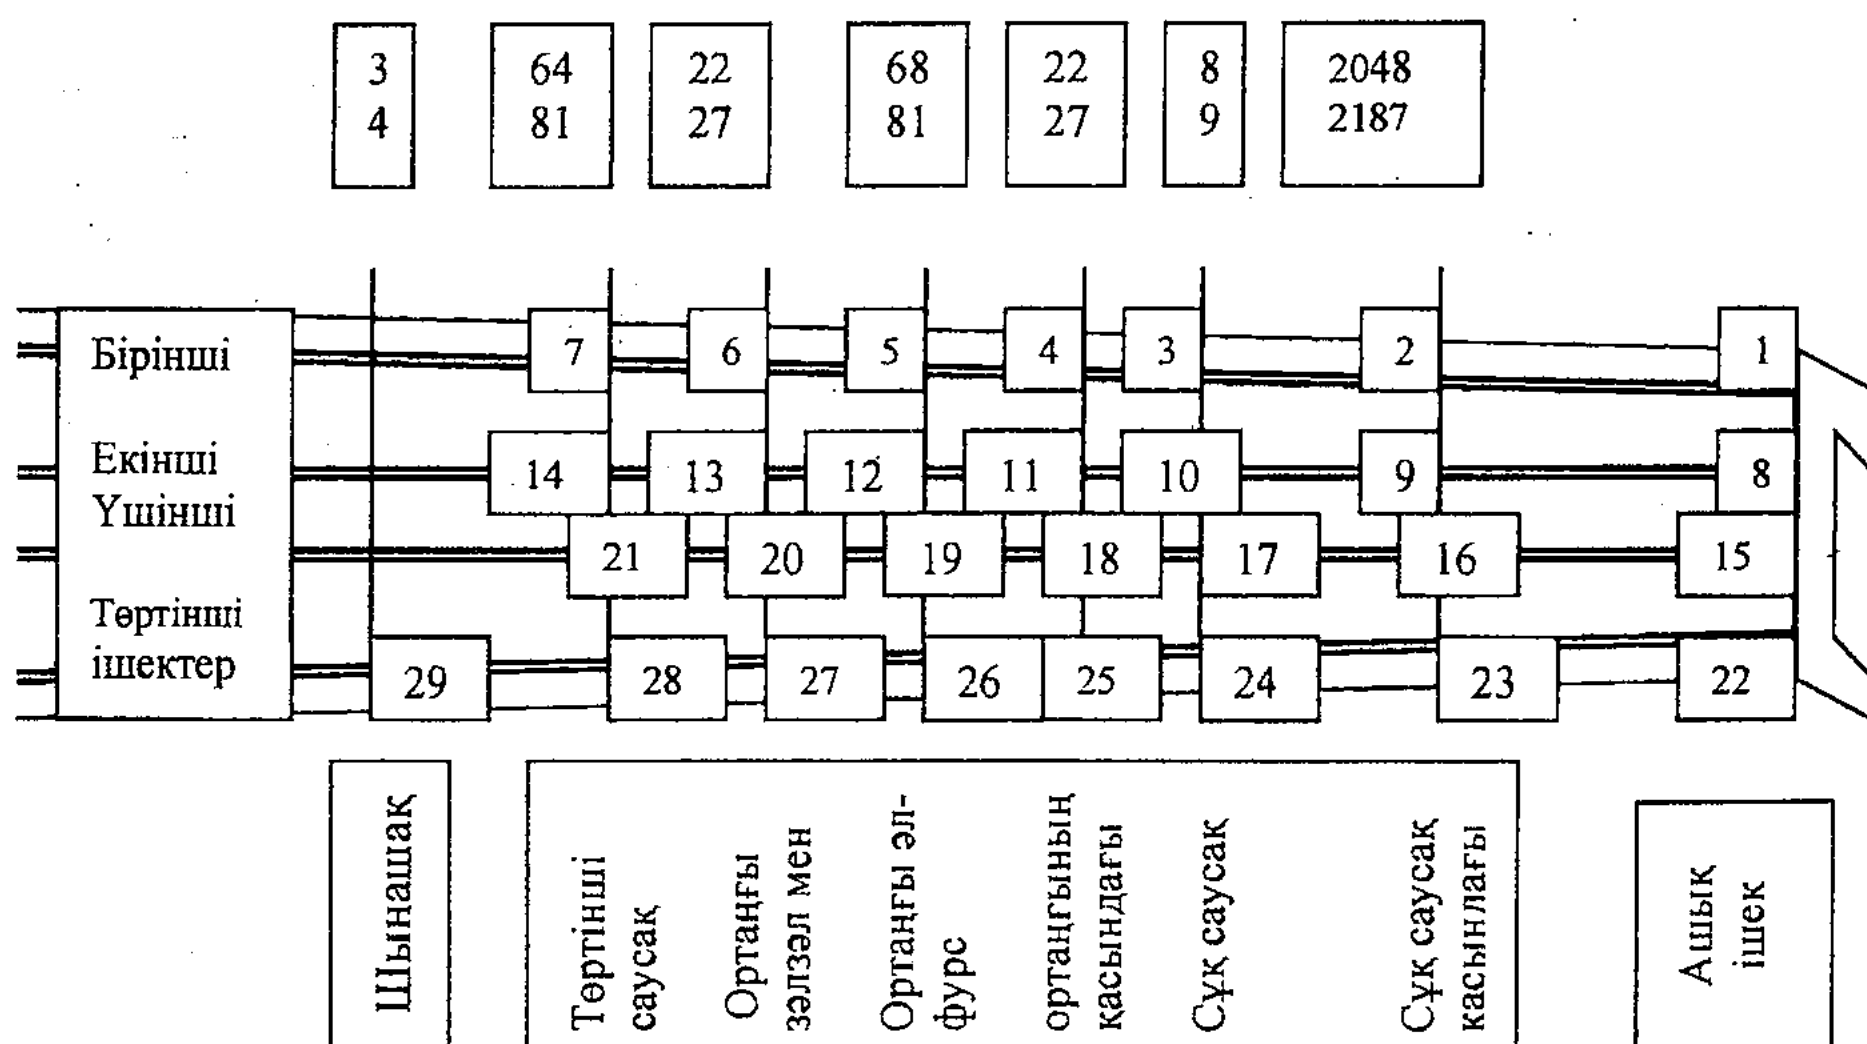 3 64 22 68 22 8 2048
4 81 27 81 27 9 2187
Бірінші 7 6 5 4 3 2 1
Екінші 14 13 12 11 10 9 8
Үшінші 21 20 19 18 17 16 15
Төртінші
ішектер 29 28 27 26 25 24 23 22
Шынашақ
Төртінші
саусақ
Ортаңғы
зәлзәл мен
Ортаңғы әл-
фурс
ортаңғының
қасындағы
Сұқ саусақ
Сұқ саусақ
касынлағы
Ашык
ішек